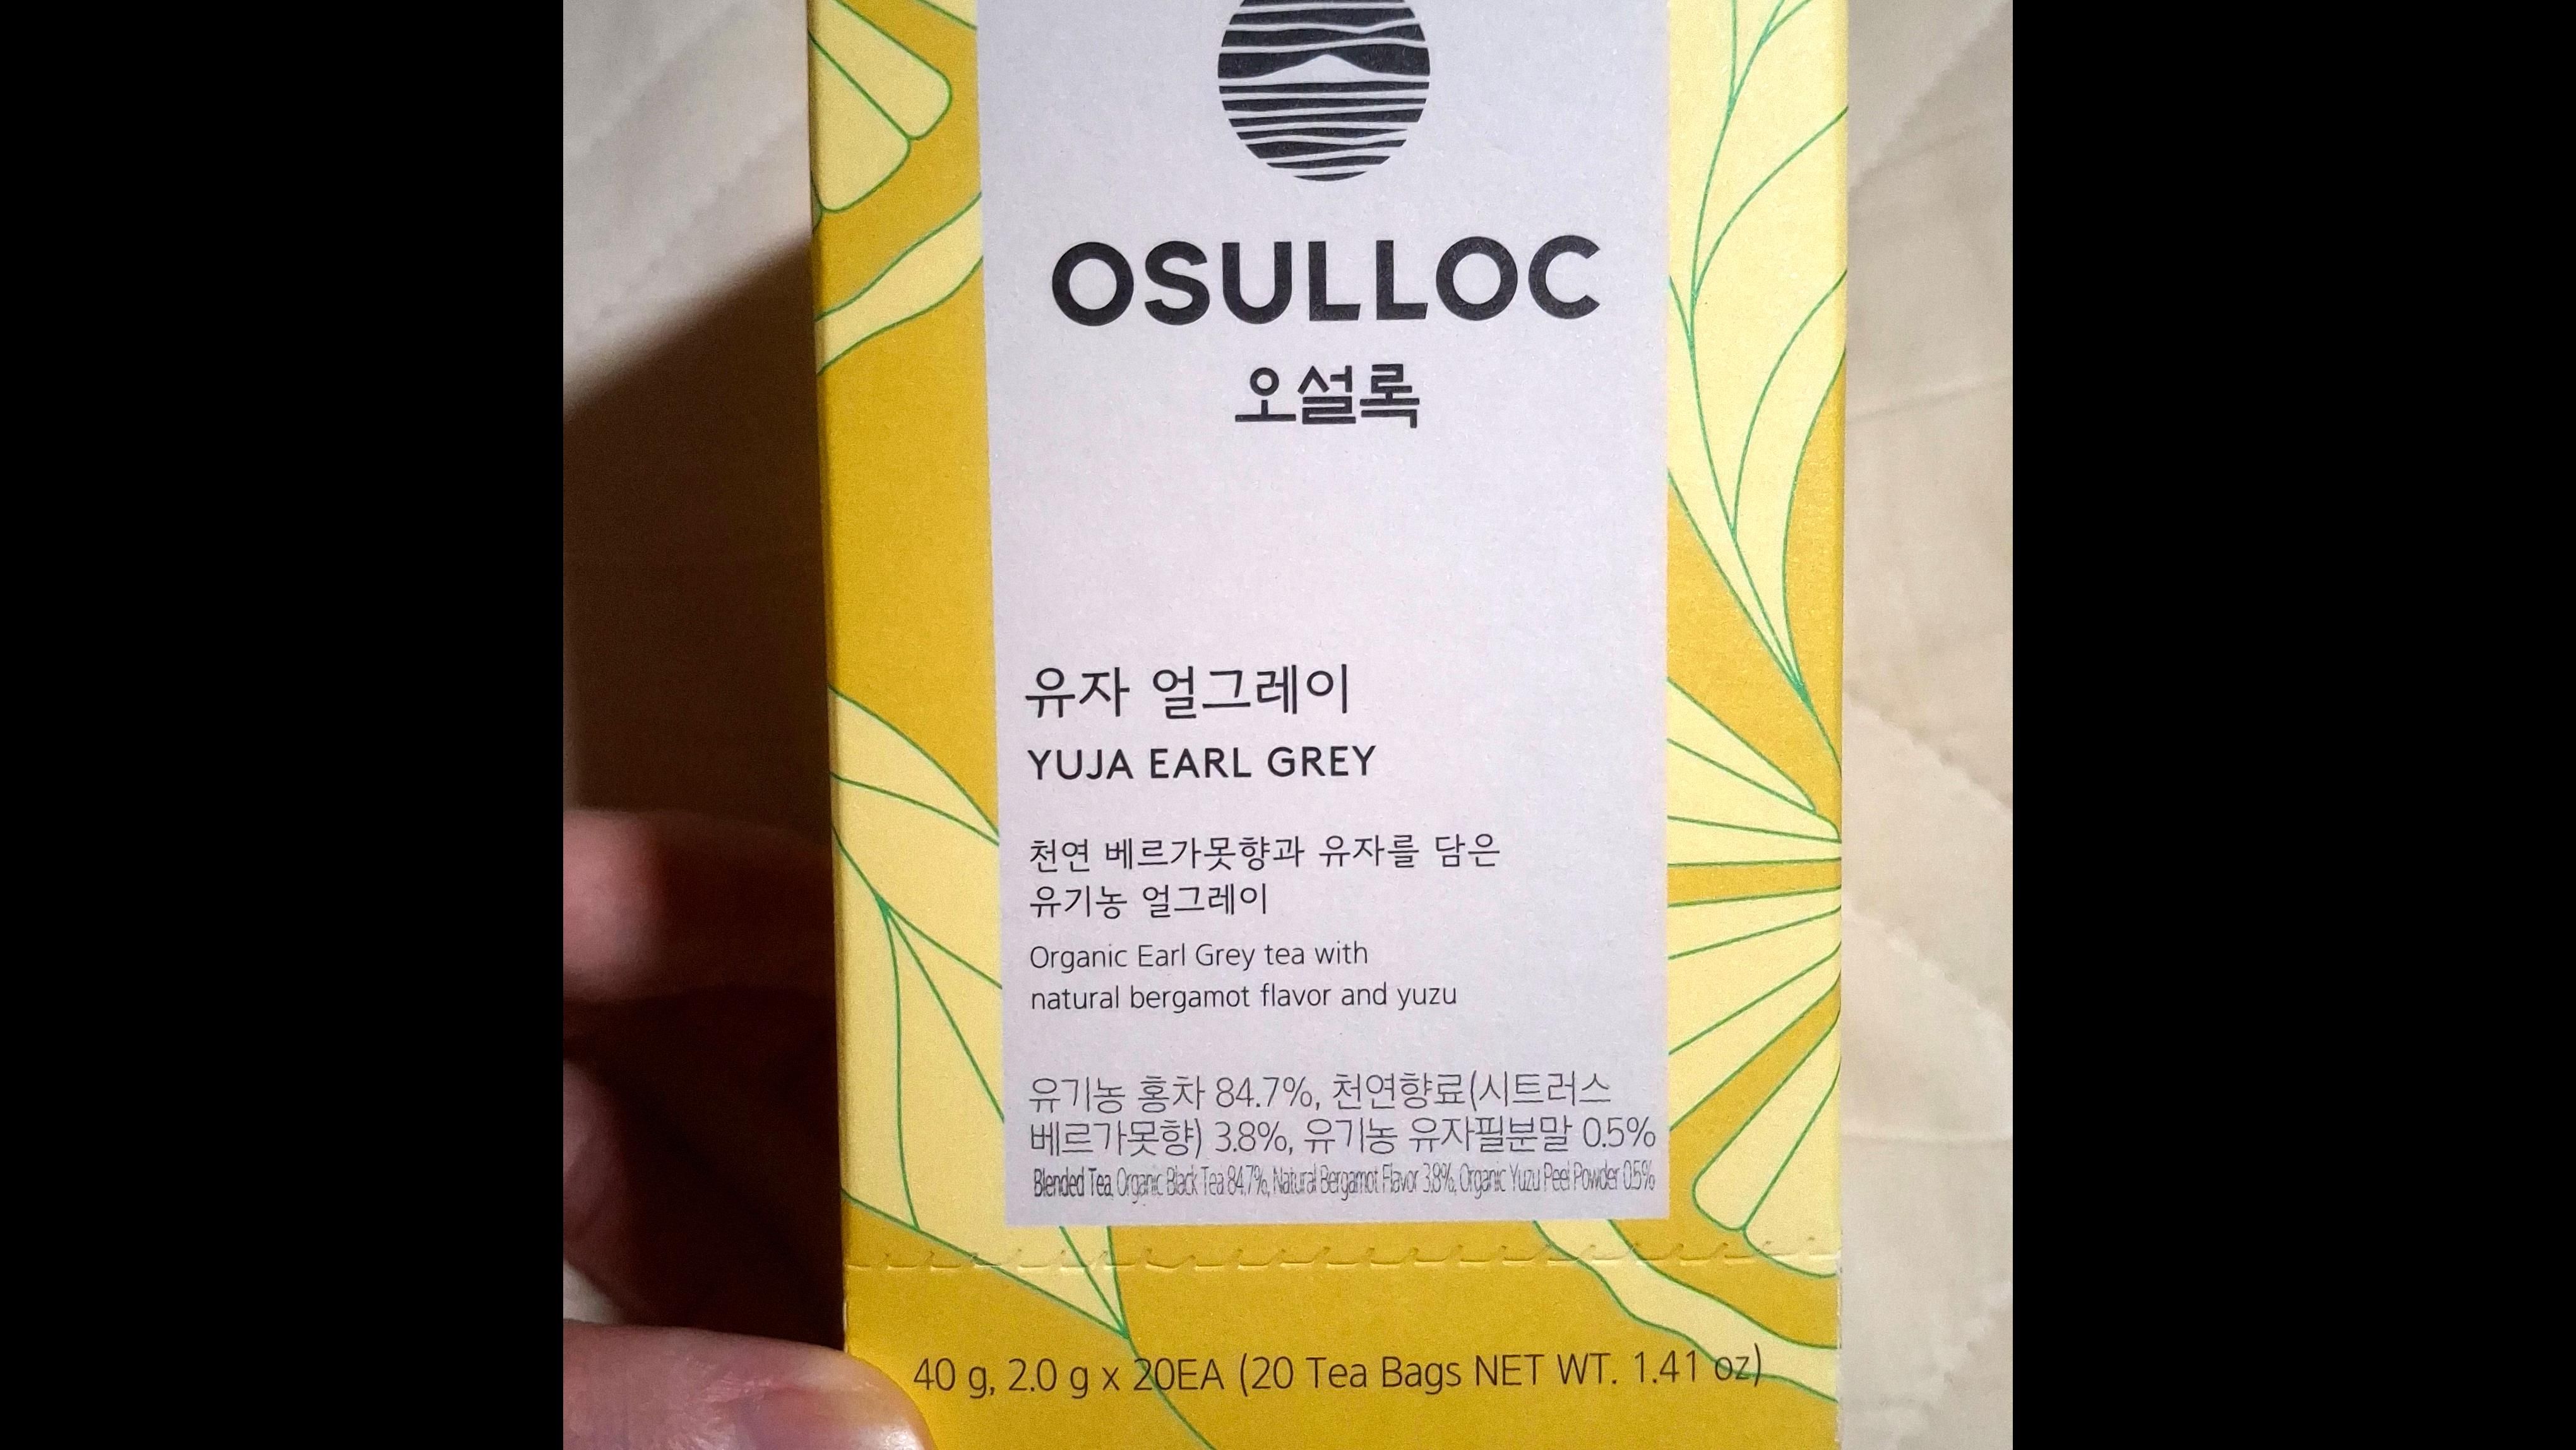 OSULLOC
오설록
유자 얼그레이
YUJA EARL GREY
천연 베르가못향과 유자를 담은
유기농 얼그레이
Organic Earl Grey tea with
natural bergamot flavor and yuzu
유기농 홍차 84.7%, 천연향료(시트러스
베르가못향) 3.8%, 유기농 유자필분말 0.5%
Blended Tea, Organic Black Tea 84.7%, Natural Bergamot Flavor 3.8%, Organic Yuzu Peel Powder 0.5%
40 g, 2.0 g x 20EA (20 Tea Bags NET WT. 1.41 oz)